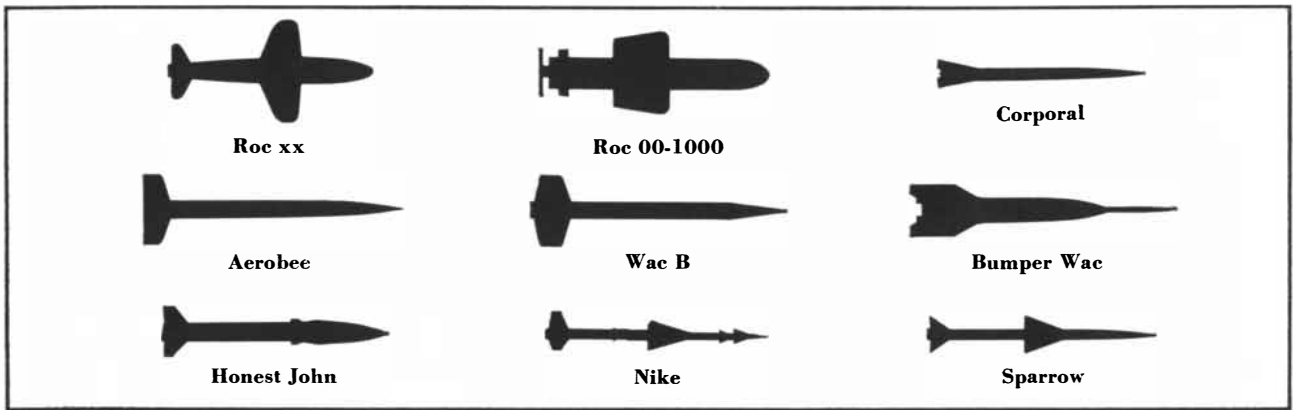 Roc xx
Roc 00-1000
Corporal
Aerobee
Wac B
Bumper Wac
Honest John
Nike
Sparrow